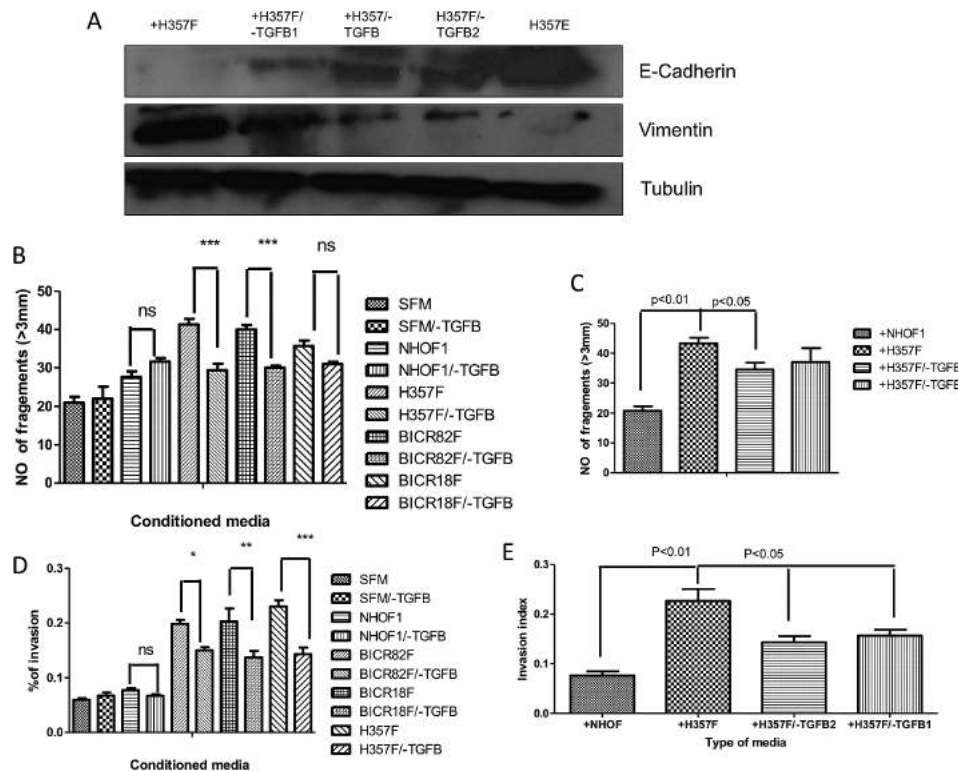 A
+H357F
+H357F/
-TGFB1
+H357/-
TGFB
H357F/-
TGFB2
H357E
E-Cadherin
Vimentin
Tubulin
B
NO of fragements (>3mm)
50
40
30
20
10
0
ns
***
***
ns
Conditioned media
SFM
SFM/-TGFB
NHOF1
NHOF1/-TGFB
H357F
H357F/-TGFB
BICR82F
BICR82F/-TGFB
BICR18F
BICR18F/-TGFB
C
NO of fragements (>3mm)
50
40
30
20
10
0
p<0.01
p<0.05
+NHOF1
+H357F
+H357F/-TGFB
+H357F/-TGFB
D
%of invasion
0.3
0.2
0.1
0.0
ns
*
**
***
Conditioned media
SFM
SFM/-TGFB
NHOF1
NHOF1/-TGFB
BICR82F
BICR82F/-TGFB
BICR18F
BICR18F/-TGFB
H357F
H357F/-TGFB
E
Invasion index
0.3
0.2
0.1
0.0
P<0.01
P<0.05
+NHOF
+H357F
+H357F/-TGFB2
+H357F/-TGFB1
Type of media